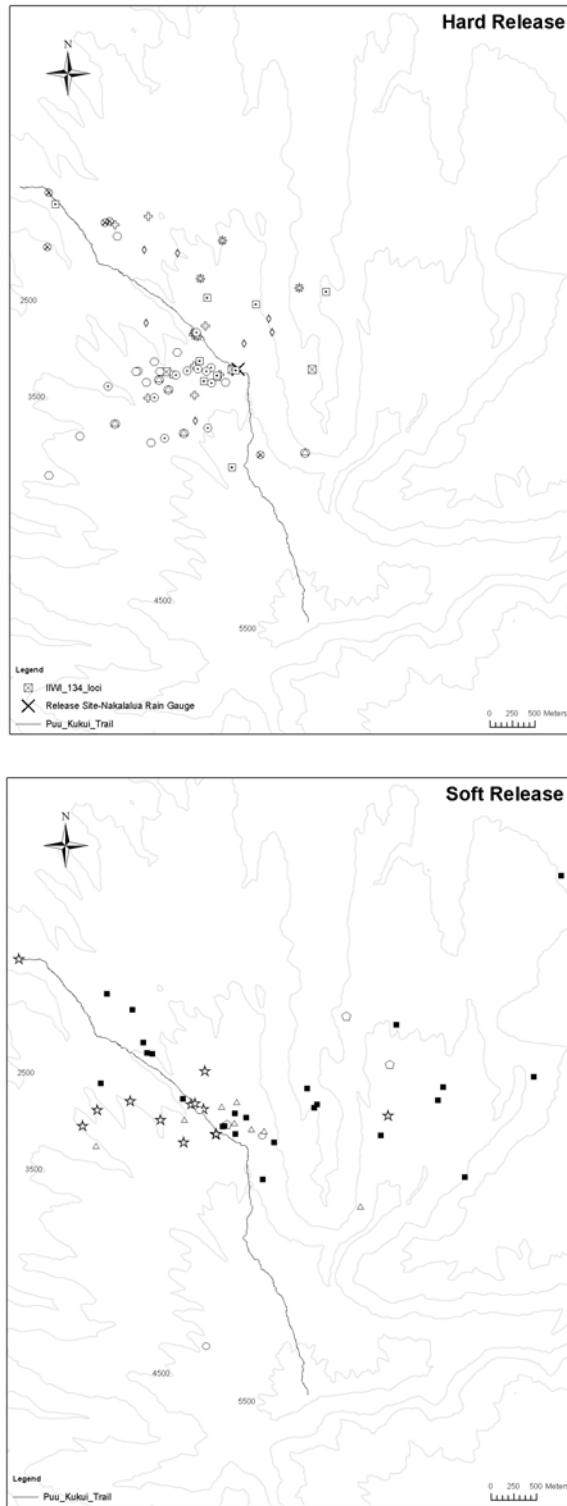 Hard Release
N
2500
3500
4500
5500
Legend
IIWI_134_loci
Release Site-Nakalalua Rain Gauge
Puu_Kukui_Trail
0 250 500 Meters
Soft Release
N
2500
3500
4500
5500
Legend
Puu_Kukui_Trail
0 250 500 Meters